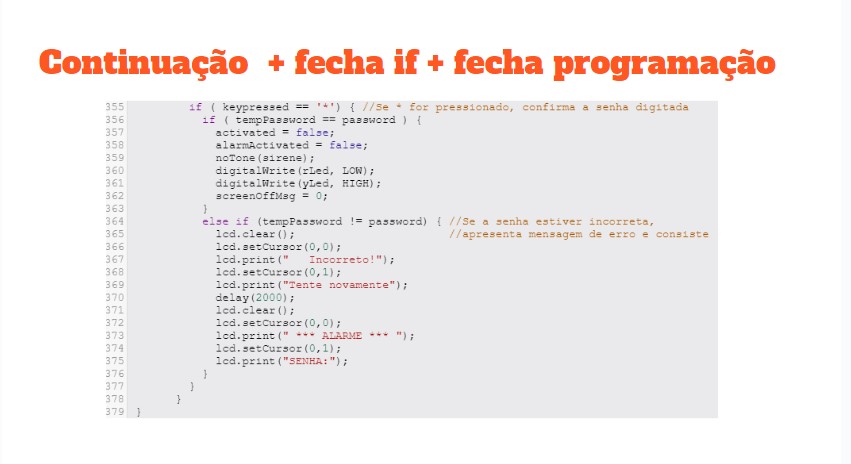 Continuação + fecha if + fecha programação
355 if ( keypressed == '*') { //Se * for pressionado, confirma a senha digitada
356 if ( tempPassword == password ) {
357 activated = false;
358 alarmActivated = false;
359 noTone(sirene);
360 digitalWrite(rLed, LOW);
361 digitalWrite(yLed, HIGH);
362 screenOffMsg = 0;
363 }
364 else if (tempPassword != password) { //Se a senha estiver incorreta,
365 lcd.clear(); //apresenta mensagem de erro e consiste
366 lcd.setCursor(0,0);
367 lcd.print("   Incorreto!");
368 lcd.setCursor(0,1);
369 lcd.print("Tente novamente");
370 delay(2000);
371 lcd.clear();
372 lcd.setCursor(0,0);
373 lcd.print(" *** ALARME *** ");
374 lcd.setCursor(0,1);
375 lcd.print("SENHA:");
376 }
377 }
378 }
379 }